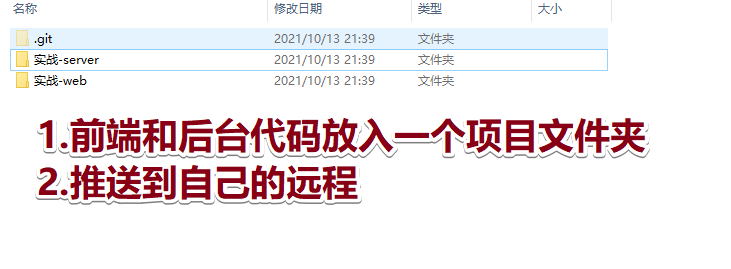 名称 修改日期 类型 大小
.git 2021/10/13 21:39 文件夹
实战-server 2021/10/13 21:39 文件夹
实战-web 2021/10/13 21:39 文件夹
1.前端和后台代码放入一个项目文件夹
2.推送到自己的远程